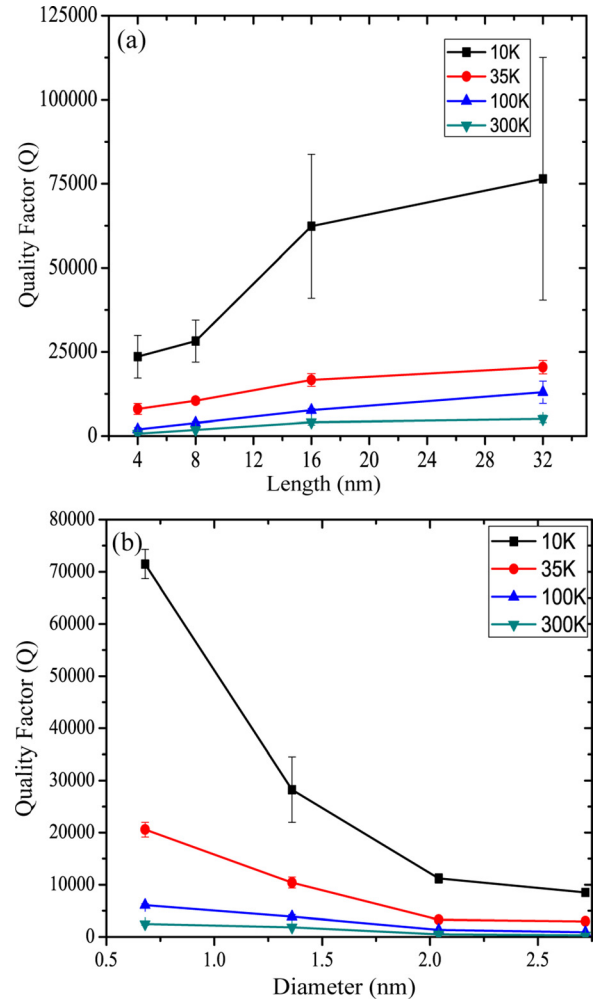 (a)
125000
100000
75000
50000
25000
0
Quality Factor (Q)
10K
35K
100K
300K
4 8 12 16 20 24 28 32
Length (nm)
(b)
80000
70000
60000
50000
40000
30000
20000
10000
0
Quality Factor (Q)
10K
35K
100K
300K
0.5 1.0 1.5 2.0 2.5
Diameter (nm)